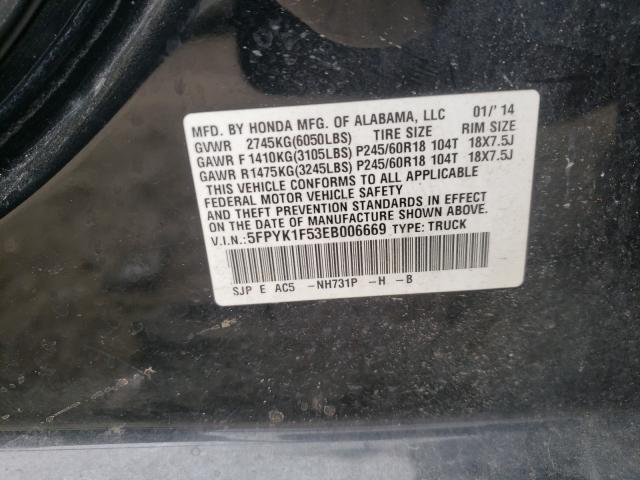 MFD. BY HONDA MFG. OF ALABAMA, LLC 01/'14
GVWR 2745KG(6050LBS) TIRE SIZE RIM SIZE
GAWR F 1410KG(3105LBS) P245/60R18 104T 18X7.5J
GAWR R1475KG(3245LBS) P245/60R18 104T 18X7.5J
THIS VEHICLE CONFORMS TO ALL APPLICABLE
FEDERAL MOTOR VEHICLE SAFETY
AND THEFT PREVENTION STANDARDS IN EFFECT
ON THE DATE OF MANUFACTURE SHOWN ABOVE.
V.I.N.:5FPYK1F53EB006669 TYPE: TRUCK
SJP E AC5 -NH731P -H -B